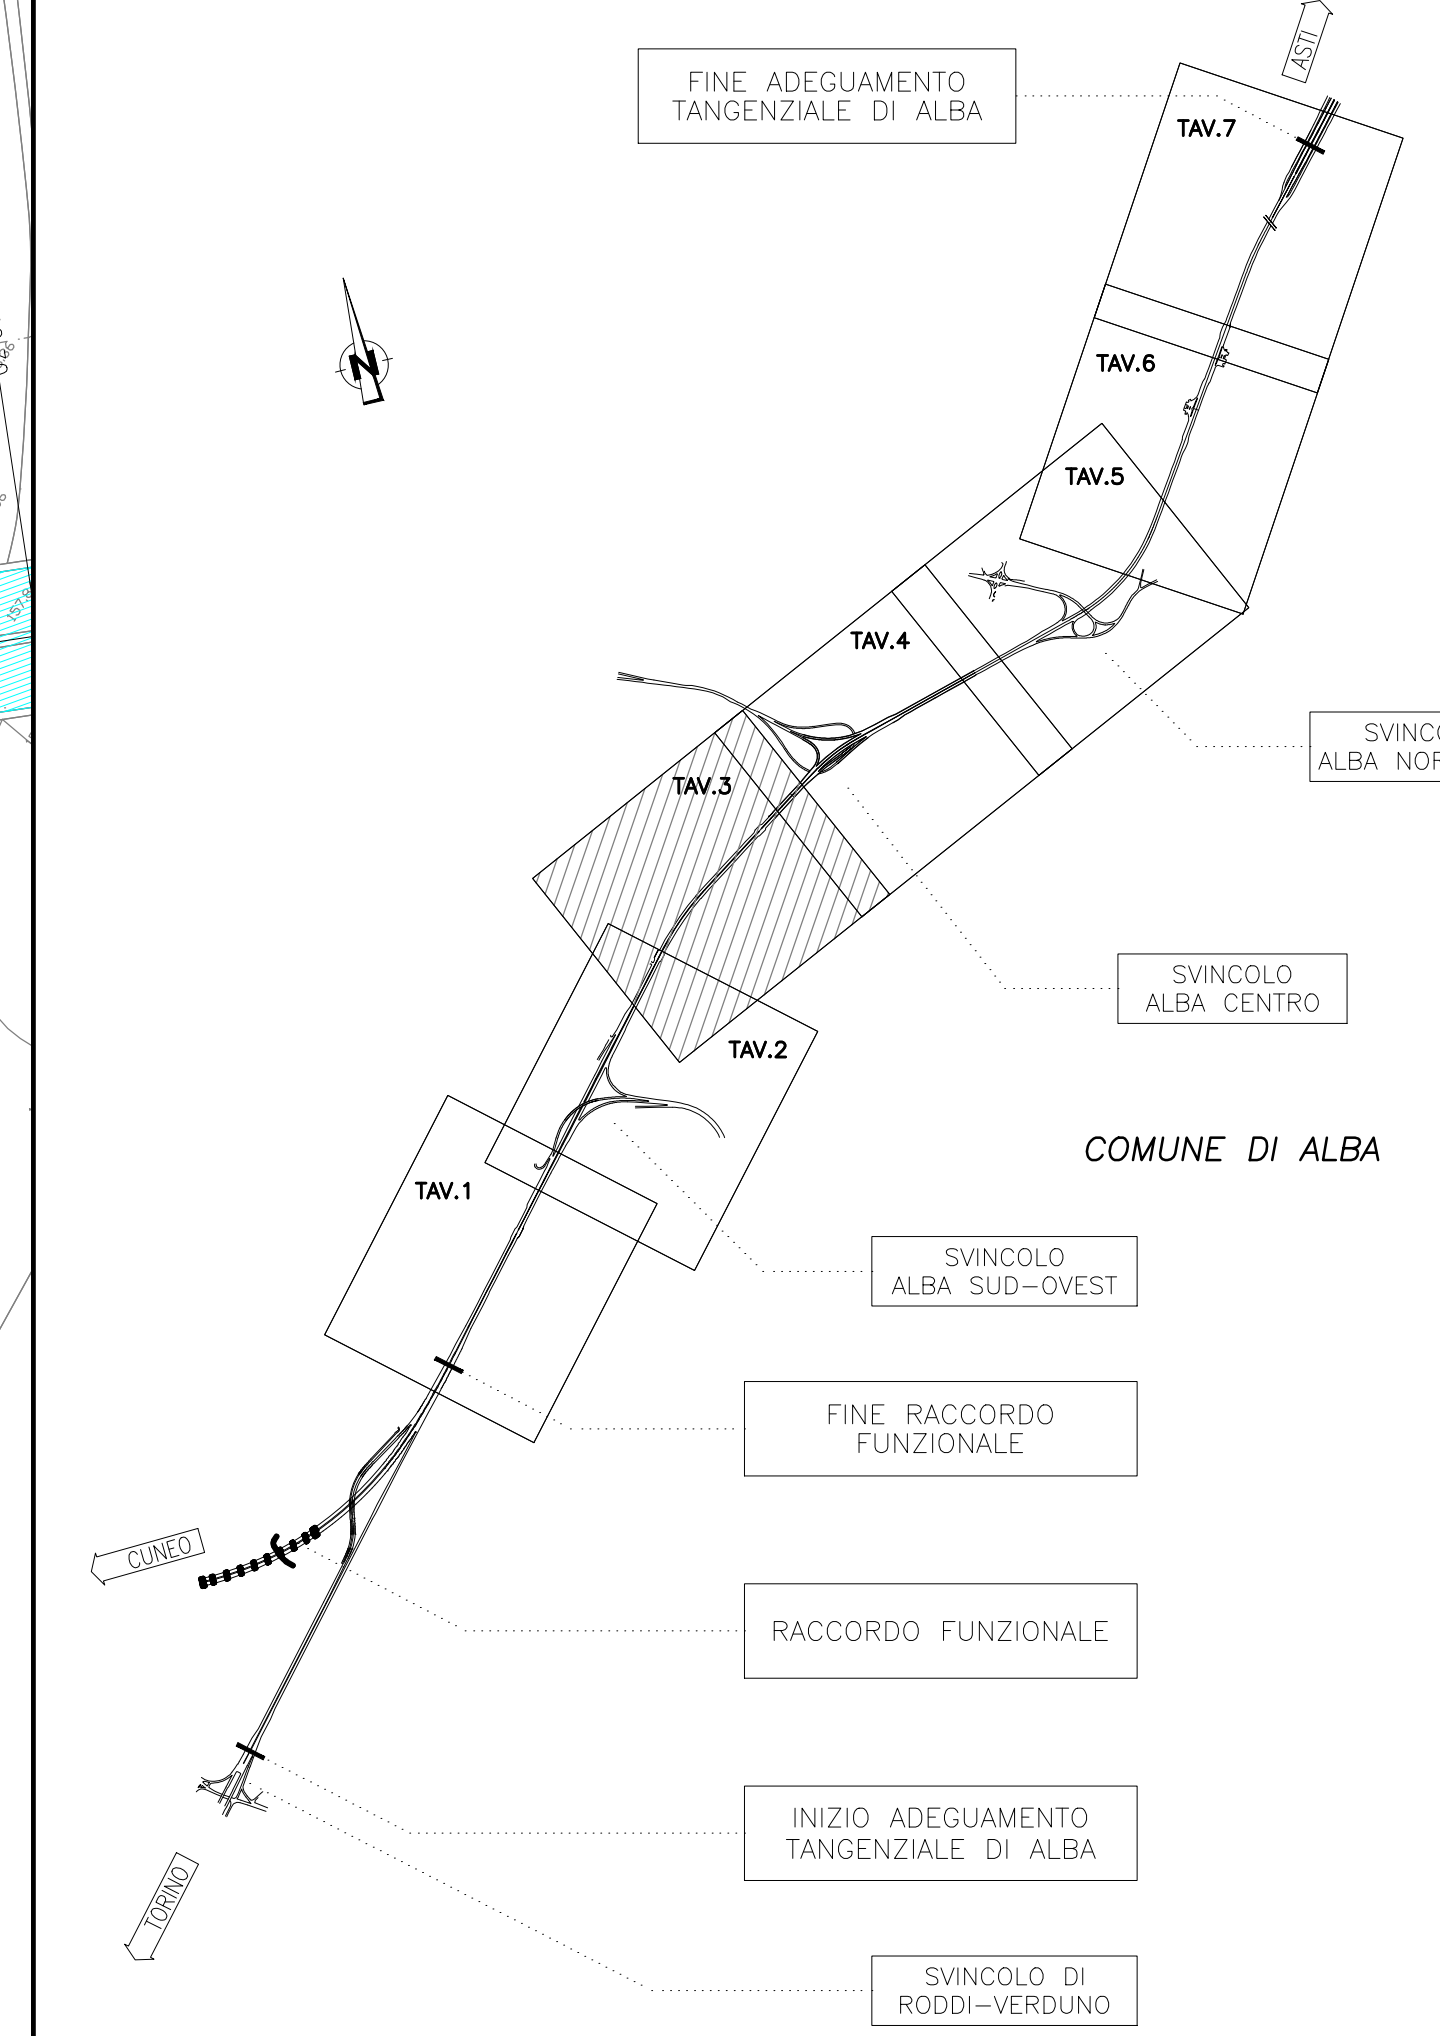 ASTI
FINE ADEGUAMENTO
TANGENZIALE DI ALBA
TAV.7
N
TAV.6
TAV.5
TAV.4
SVINCO
ALBA NOR
TAV.3
SVINCOLO
ALBA CENTRO
TAV.2
COMUNE DI ALBA
TAV.1
SVINCOLO
ALBA SUD-OVEST
FINE RACCORDO
FUNZIONALE
CUNEO
RACCORDO FUNZIONALE
INIZIO ADEGUAMENTO
TANGENZIALE DI ALBA
TORINO
SVINCOLO DI
RODDI-VERDUNO